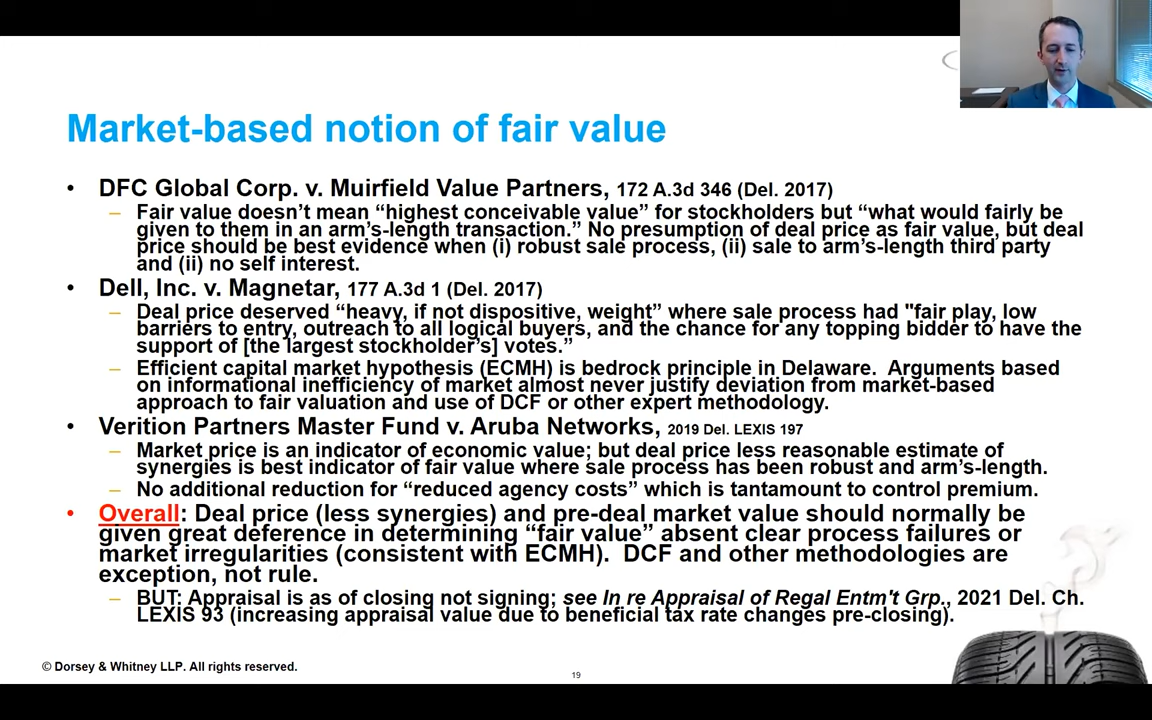 Market-based notion of fair value
• DFC Global Corp. v. Muirfield Value Partners, 172 A.3d 346 (Del. 2017)
– Fair value doesn’t mean “highest conceivable value” for stockholders but “what would fairly be
given to them in an arm’s-length transaction.” No presumption of deal price as fair value, but deal
price should be best evidence when (i) robust sale process, (ii) sale to arm’s-length third party
and (ii) no self interest.
• Dell, Inc. v. Magnetar, 177 A.3d 1 (Del. 2017)
– Deal price deserved “heavy, if not dispositive, weight” where sale process had "fair play, low
barriers to entry, outreach to all logical buyers, and the chance for any topping bidder to have the
support of [the largest stockholder’s] votes.”
– Efficient capital market hypothesis (ECMH) is bedrock principle in Delaware. Arguments based
on informational inefficiency of market almost never justify deviation from market-based
approach to fair valuation and use of DCF or other expert methodology.
• Verition Partners Master Fund v. Aruba Networks, 2019 Del. LEXIS 197
– Market price is an indicator of economic value; but deal price less reasonable estimate of
synergies is best indicator of fair value where sale process has been robust and arm’s-length.
– No additional reduction for “reduced agency costs” which is tantamount to control premium.
• Overall: Deal price (less synergies) and pre-deal market value should normally be
given great deference in determining “fair value” absent clear process failures or
market irregularities (consistent with ECMH). DCF and other methodologies are
exception, not rule.
– BUT: Appraisal is as of closing not signing; see In re Appraisal of Regal Entm't Grp., 2021 Del. Ch.
LEXIS 93 (increasing appraisal value due to beneficial tax rate changes pre-closing).
© Dorsey & Whitney LLP. All rights reserved.
19